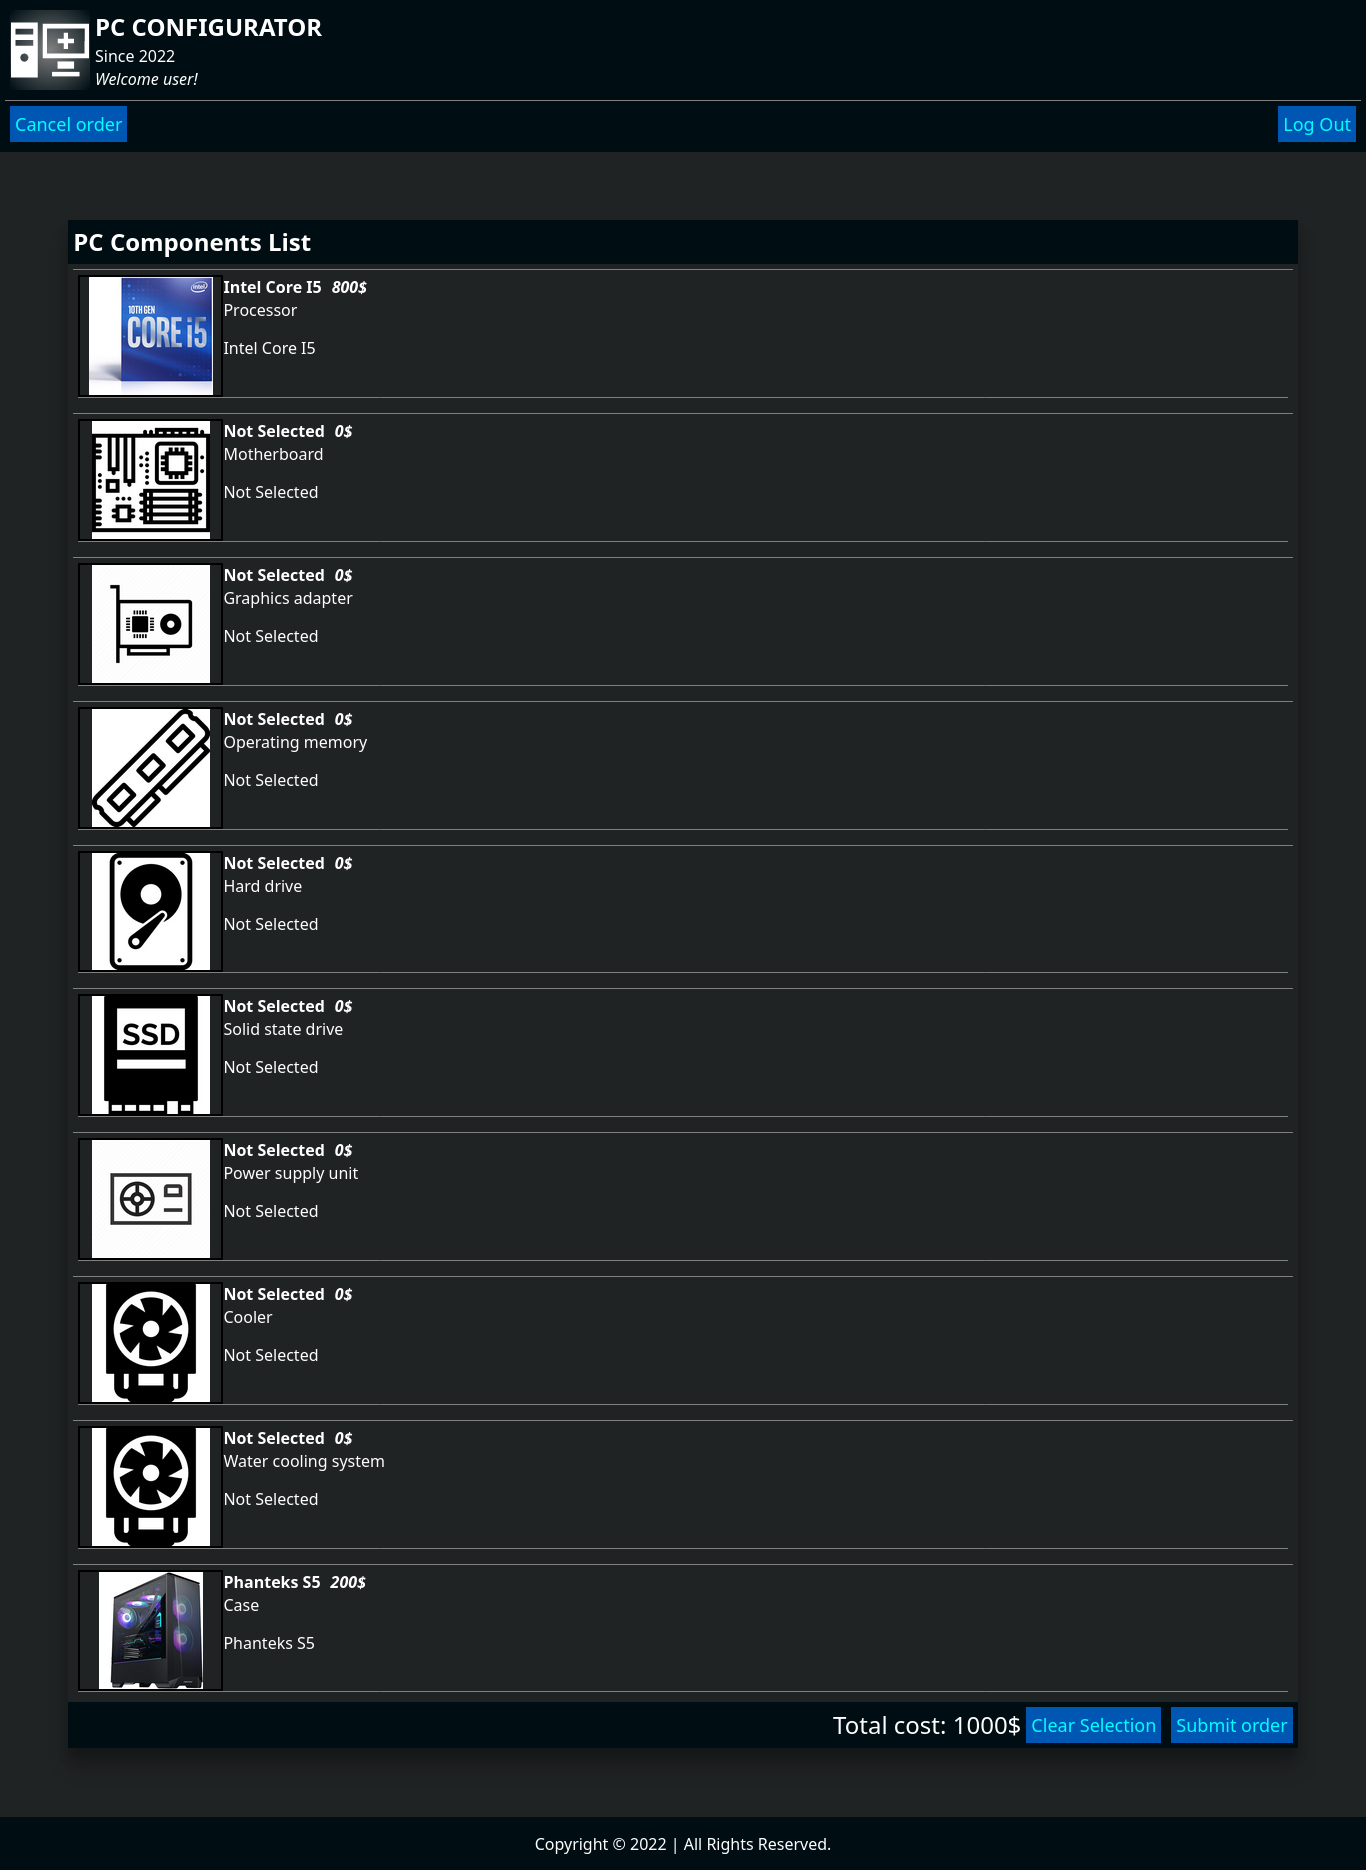 PC CONFIGURATOR
Since 2022
Welcome user!
Cancel order
Log Out
PC Components List
intel
10TH GEN
CORE i5
Intel Core I5 800$
Processor
Intel Core I5
Not Selected 0$
Motherboard
Not Selected
Not Selected 0$
Graphics adapter
Not Selected
Not Selected 0$
Operating memory
Not Selected
Not Selected 0$
Hard drive
Not Selected
SSD
Not Selected 0$
Solid state drive
Not Selected
Not Selected 0$
Power supply unit
Not Selected
Not Selected 0$
Cooler
Not Selected
Not Selected 0$
Water cooling system
Not Selected
Phanteks S5 200$
Case
Phanteks S5
Total cost: 1000$
Clear Selection
Submit order
Copyright © 2022 | All Rights Reserved.